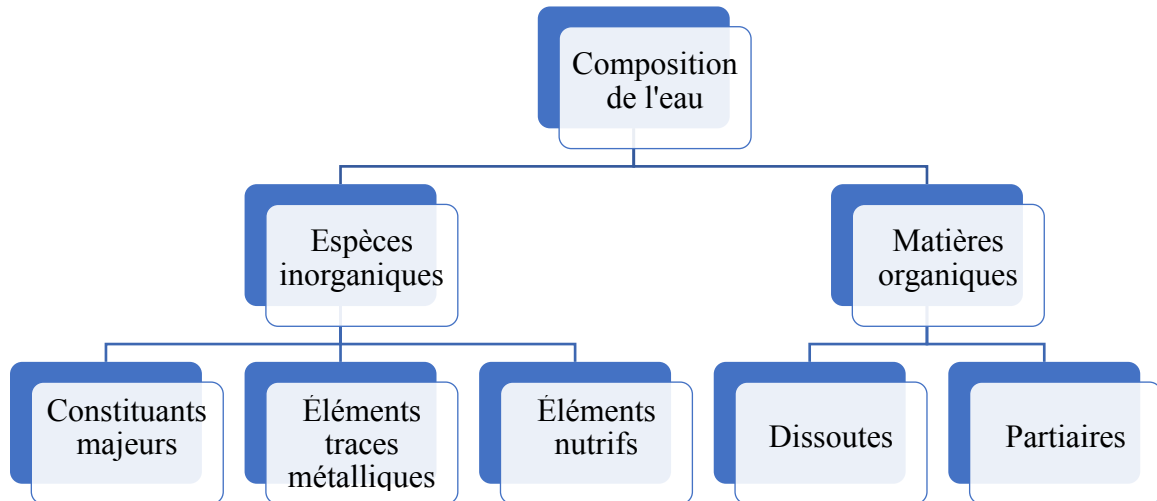 Composition
de l'eau
Espèces
inorganiques
Matières
organiques
Constituants
majeurs
Éléments
traces
métalliques
Éléments
nutrifs
Dissoutes
Partiaires